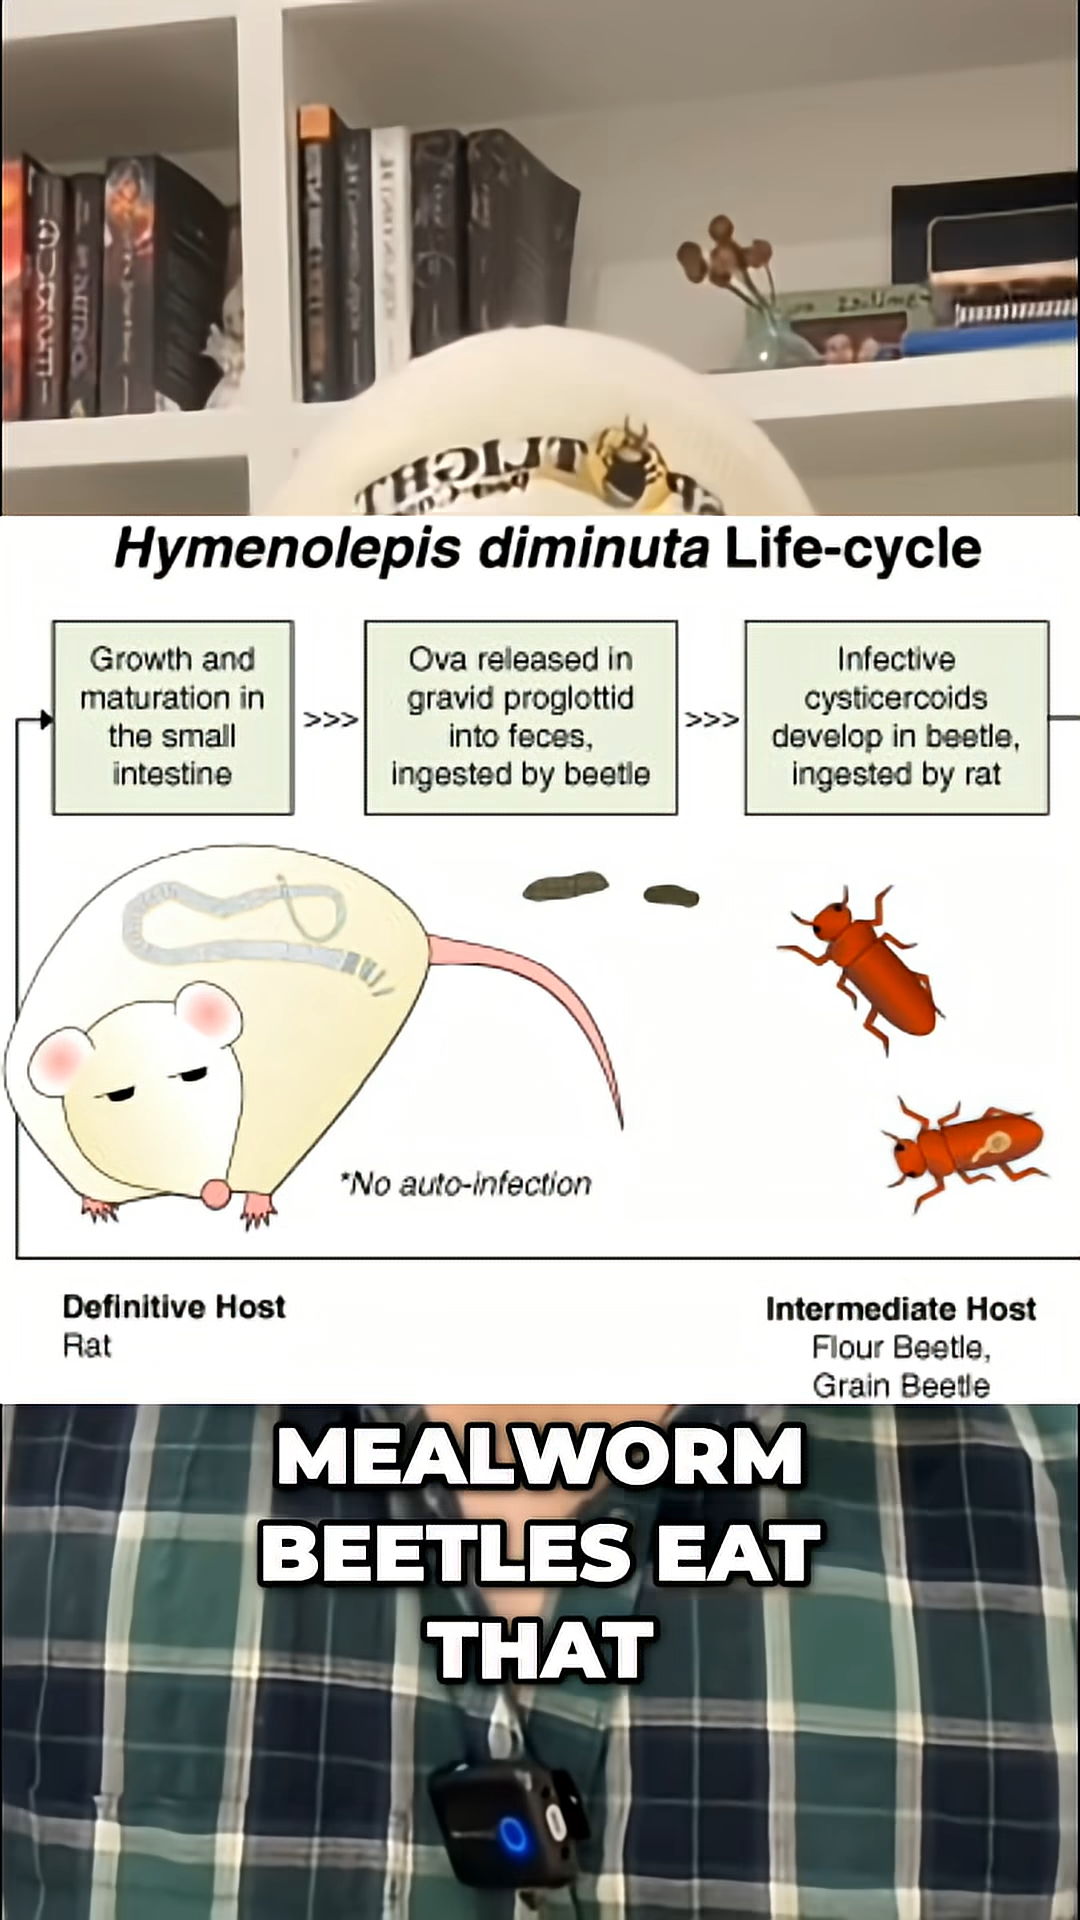 Hymenolepis diminuta Life-cycle
Growth and
maturation in
the small
intestine
>>>
Ova released in
gravid proglottid
into feces,
ingested by beetle
>>>
Infective
cysticercoids
develop in beetle,
ingested by rat
*No auto-infection
Definitive Host
Rat
Intermediate Host
Flour Beetle,
Grain Beetle
MEALWORM
BEETLES EAT
THAT